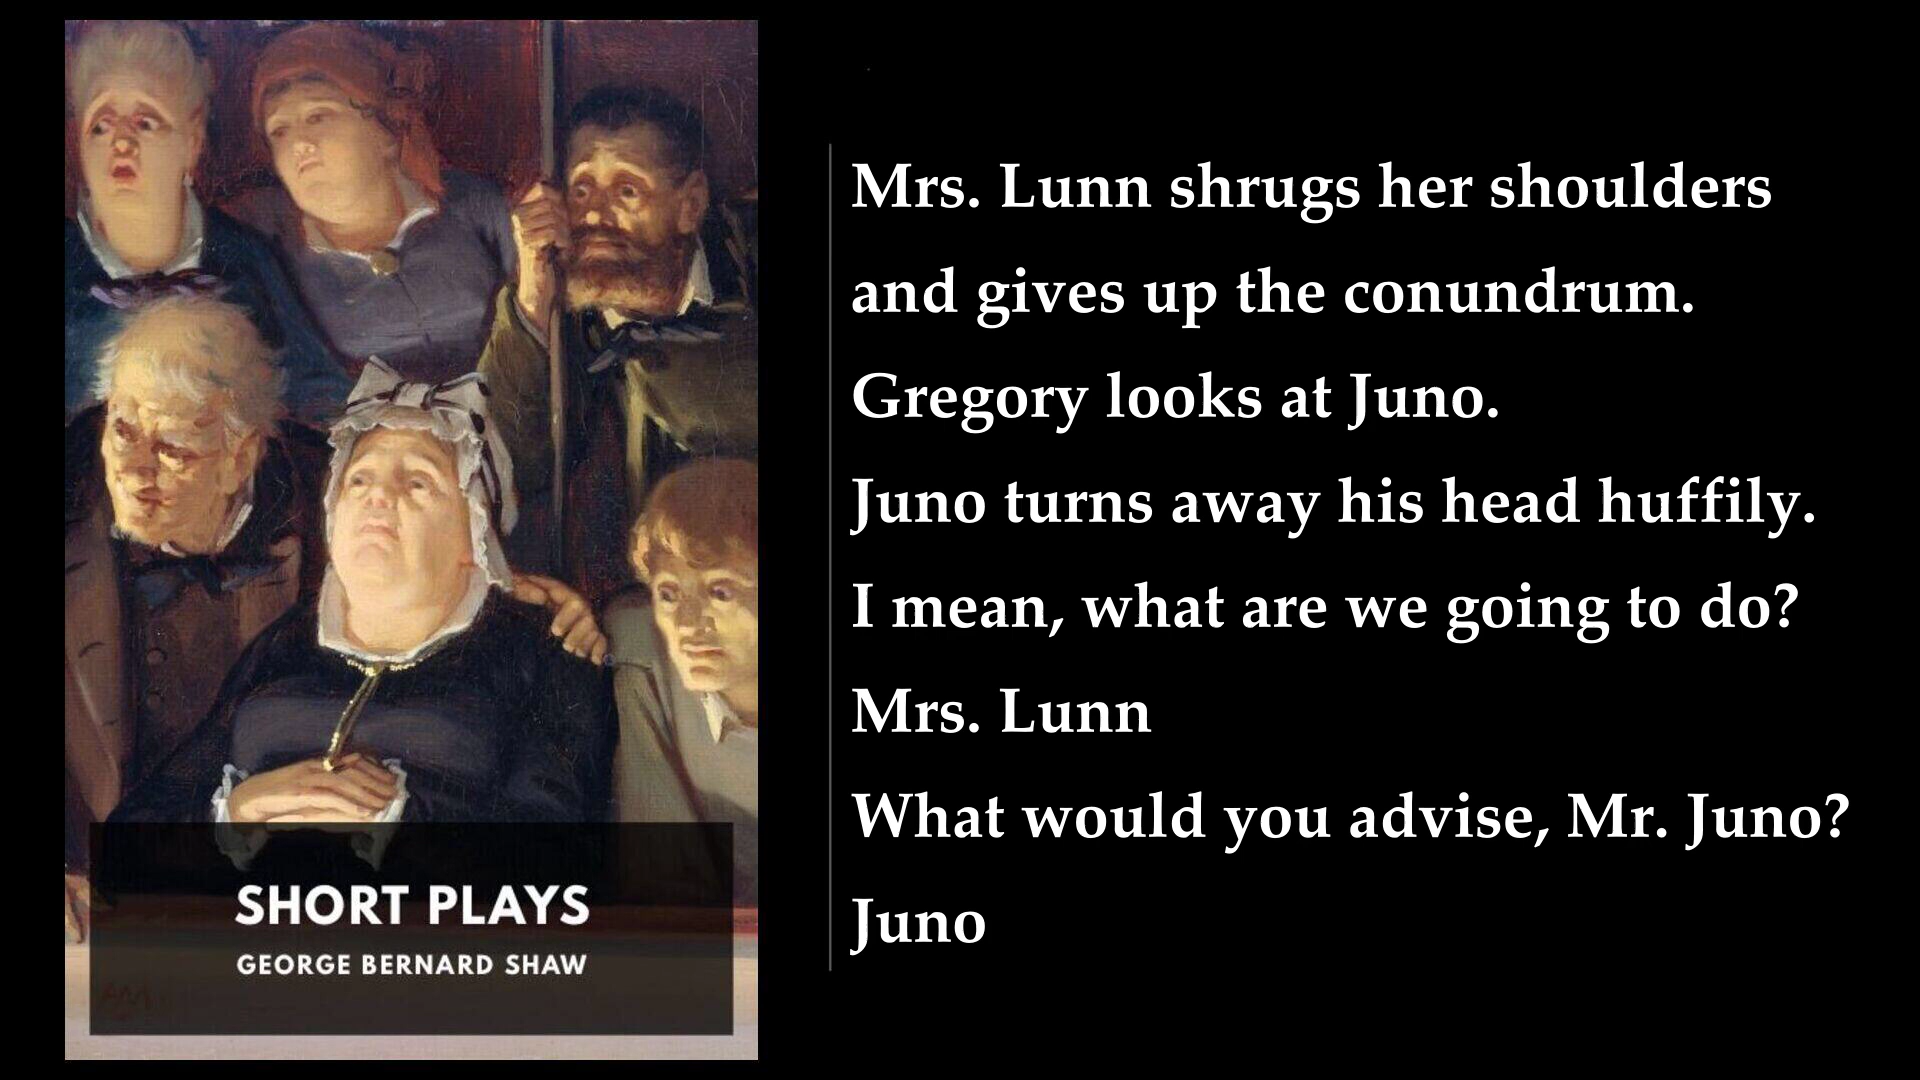 SHORT PLAYS
GEORGE BERNARD SHAW
Mrs. Lunn shrugs her shoulders
and gives up the conundrum.
Gregory looks at Juno.
Juno turns away his head huffily.
I mean, what are we going to do?
Mrs. Lunn
What would you advise, Mr. Juno?
Juno